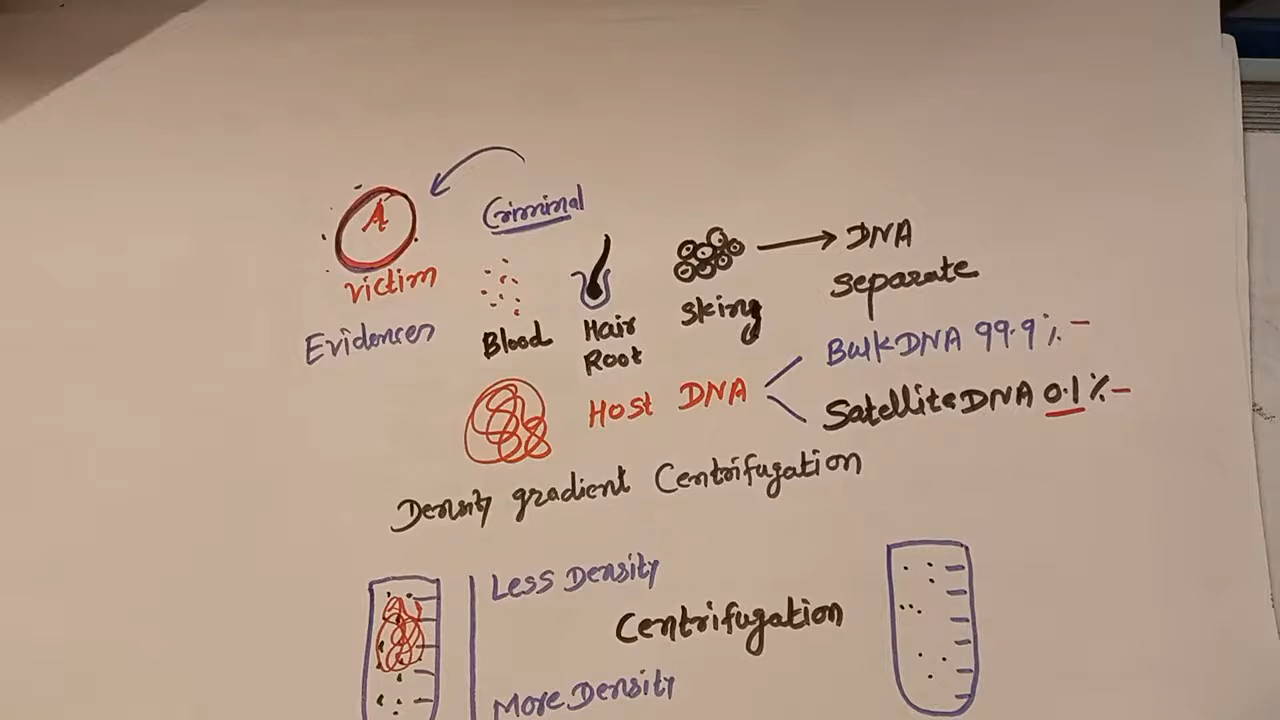 A
Criminal
victim
Evidences
Blood
Hair
Root
Sking
DNA
separate
Host DNA
Bulk DNA 99.9%
Satellite DNA 0.1%
Density gradient Centrifugation
Less Density
Centrifugation
More Density